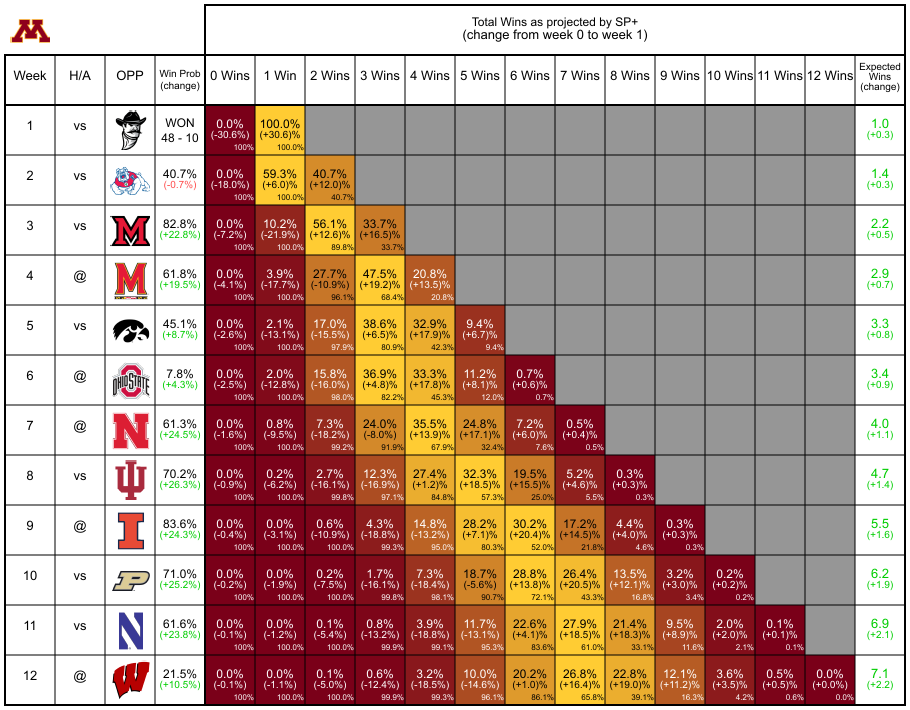 M
Total Wins as projected by SP+
(change from week 0 to week 1)
Week H/A OPP Win Prob (change) 0 Wins 1 Win 2 Wins 3 Wins 4 Wins 5 Wins 6 Wins 7 Wins 8 Wins 9 Wins 10 Wins 11 Wins 12 Wins Expected Wins (change)
1 vs WON 0.0% 100.0% 1.0
48 - 10 (-30.6)% (+30.6)% (+0.3)
100% 100.0%
2 vs 40.7% 0.0% 59.3% 40.7% 1.4
(-0.7%) (-18.0)% (+6.0)% (+12.0)% (+0.3)
100% 100.0% 40.7%
3 vs M 82.8% 0.0% 10.2% 56.1% 33.7% 2.2
(+22.8%) (-7.2)% (-21.9)% (+12.6)% (+16.5)% (+0.5)
100% 100.0% 89.8% 33.7%
4 @ M 61.8% 0.0% 3.9% 27.7% 47.5% 20.8% 2.9
(+19.5%) (-4.1)% (-17.7)% (-10.9)% (+19.2)% (+13.5)% (+0.7)
100% 100.0% 96.1% 68.4% 20.8%
5 vs 45.1% 0.0% 2.1% 17.0% 38.6% 32.9% 9.4% 3.3
(+8.7%) (-2.6)% (-13.1)% (-15.5)% (+6.5)% (+17.9)% (+6.7)% (+0.8)
100% 100.0% 97.9% 80.9% 42.3% 9.4%
6 @ OHIO STATE 7.8% 0.0% 2.0% 15.8% 36.9% 33.3% 11.2% 0.7% 3.4
(+4.3%) (-2.5)% (-12.8)% (-16.0)% (+4.8)% (+17.8)% (+8.1)% (+0.6)% (+0.9)
100% 100.0% 98.0% 82.2% 45.3% 12.0% 0.7%
7 @ N 61.3% 0.0% 0.8% 7.3% 24.0% 35.5% 24.8% 7.2% 0.5% 4.0
(+24.5%) (-1.6)% (-9.5)% (-18.2)% (-8.0)% (+13.9)% (+17.1)% (+6.0)% (+0.4)% (+1.1)
100% 100.0% 99.2% 91.9% 67.9% 32.4% 7.6% 0.5%
8 vs 70.2% 0.0% 0.2% 2.7% 12.3% 27.4% 32.3% 19.5% 5.2% 0.3% 4.7
(+26.3%) (-0.9)% (-6.2)% (-16.1)% (-16.9)% (+1.2)% (+18.5)% (+15.5)% (+4.6)% (+0.3)% (+1.4)
100% 100.0% 99.8% 97.1% 84.8% 57.3% 25.0% 5.5% 0.3%
9 @ I 83.6% 0.0% 0.0% 0.6% 4.3% 14.8% 28.2% 30.2% 17.2% 4.4% 0.3% 5.5
(+24.3%) (-0.4)% (-3.1)% (-10.9)% (-18.8)% (-13.2)% (+7.1)% (+20.4)% (+14.5)% (+4.0)% (+0.3)% (+1.6)
100% 100.0% 100.0% 99.3% 95.0% 80.3% 52.0% 21.8% 4.6% 0.3%
10 vs P 71.0% 0.0% 0.0% 0.2% 1.7% 7.3% 18.7% 28.8% 26.4% 13.5% 3.2% 0.2% 6.2
(+25.2%) (-0.2)% (-1.9)% (-7.5)% (-16.1)% (-18.4)% (-5.6)% (+13.8)% (+20.5)% (+12.1)% (+3.0)% (+0.2)% (+1.9)
100% 100.0% 100.0% 99.8% 98.1% 90.7% 72.1% 43.3% 16.8% 3.4% 0.2%
11 vs N 61.6% 0.0% 0.0% 0.1% 0.8% 3.9% 11.7% 22.6% 27.9% 21.4% 9.5% 2.0% 0.1% 6.9
(+23.8%) (-0.1)% (-1.2)% (-5.4)% (-13.2)% (-18.8)% (-13.1)% (+4.1)% (+18.5)% (+18.3)% (+8.9)% (+2.0)% (+0.1)% (+2.1)
100% 100.0% 100.0% 99.9% 99.1% 95.3% 83.6% 61.0% 33.1% 11.6% 2.1% 0.1%
12 @ W 21.5% 0.0% 0.0% 0.1% 0.6% 3.2% 10.0% 20.2% 26.8% 22.8% 12.1% 3.6% 0.5% 0.0% 7.1
(+10.5%) (-0.1)% (-1.1)% (-5.0)% (-12.4)% (-18.5)% (-14.6)% (+1.0)% (+16.4)% (+19.0)% (+11.2)% (+3.5)% (+0.5)% (+0.0)% (+2.2)
100% 100.0% 100.0% 99.9% 99.3% 96.1% 86.1% 65.8% 39.1% 16.3% 4.2% 0.6% 0.0%